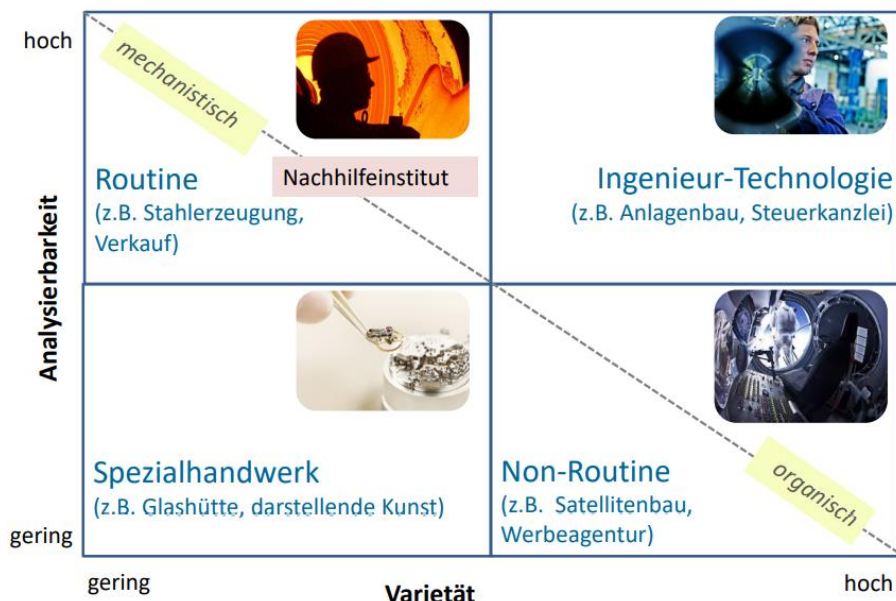 hoch
mechanistisch
Routine
(z.B. Stahlerzeugung,
Verkauf)
Nachhilfeinstitut
Ingenieur-Technologie
(z.B. Anlagenbau, Steuerkanzlei)
Analysierbarkeit
Spezialhandwerk
(z.B. Glashütte, darstellende Kunst)
Non-Routine
(z.B. Satellitenbau,
Werbeagentur)
organisch
gering
gering
Varietät
hoch